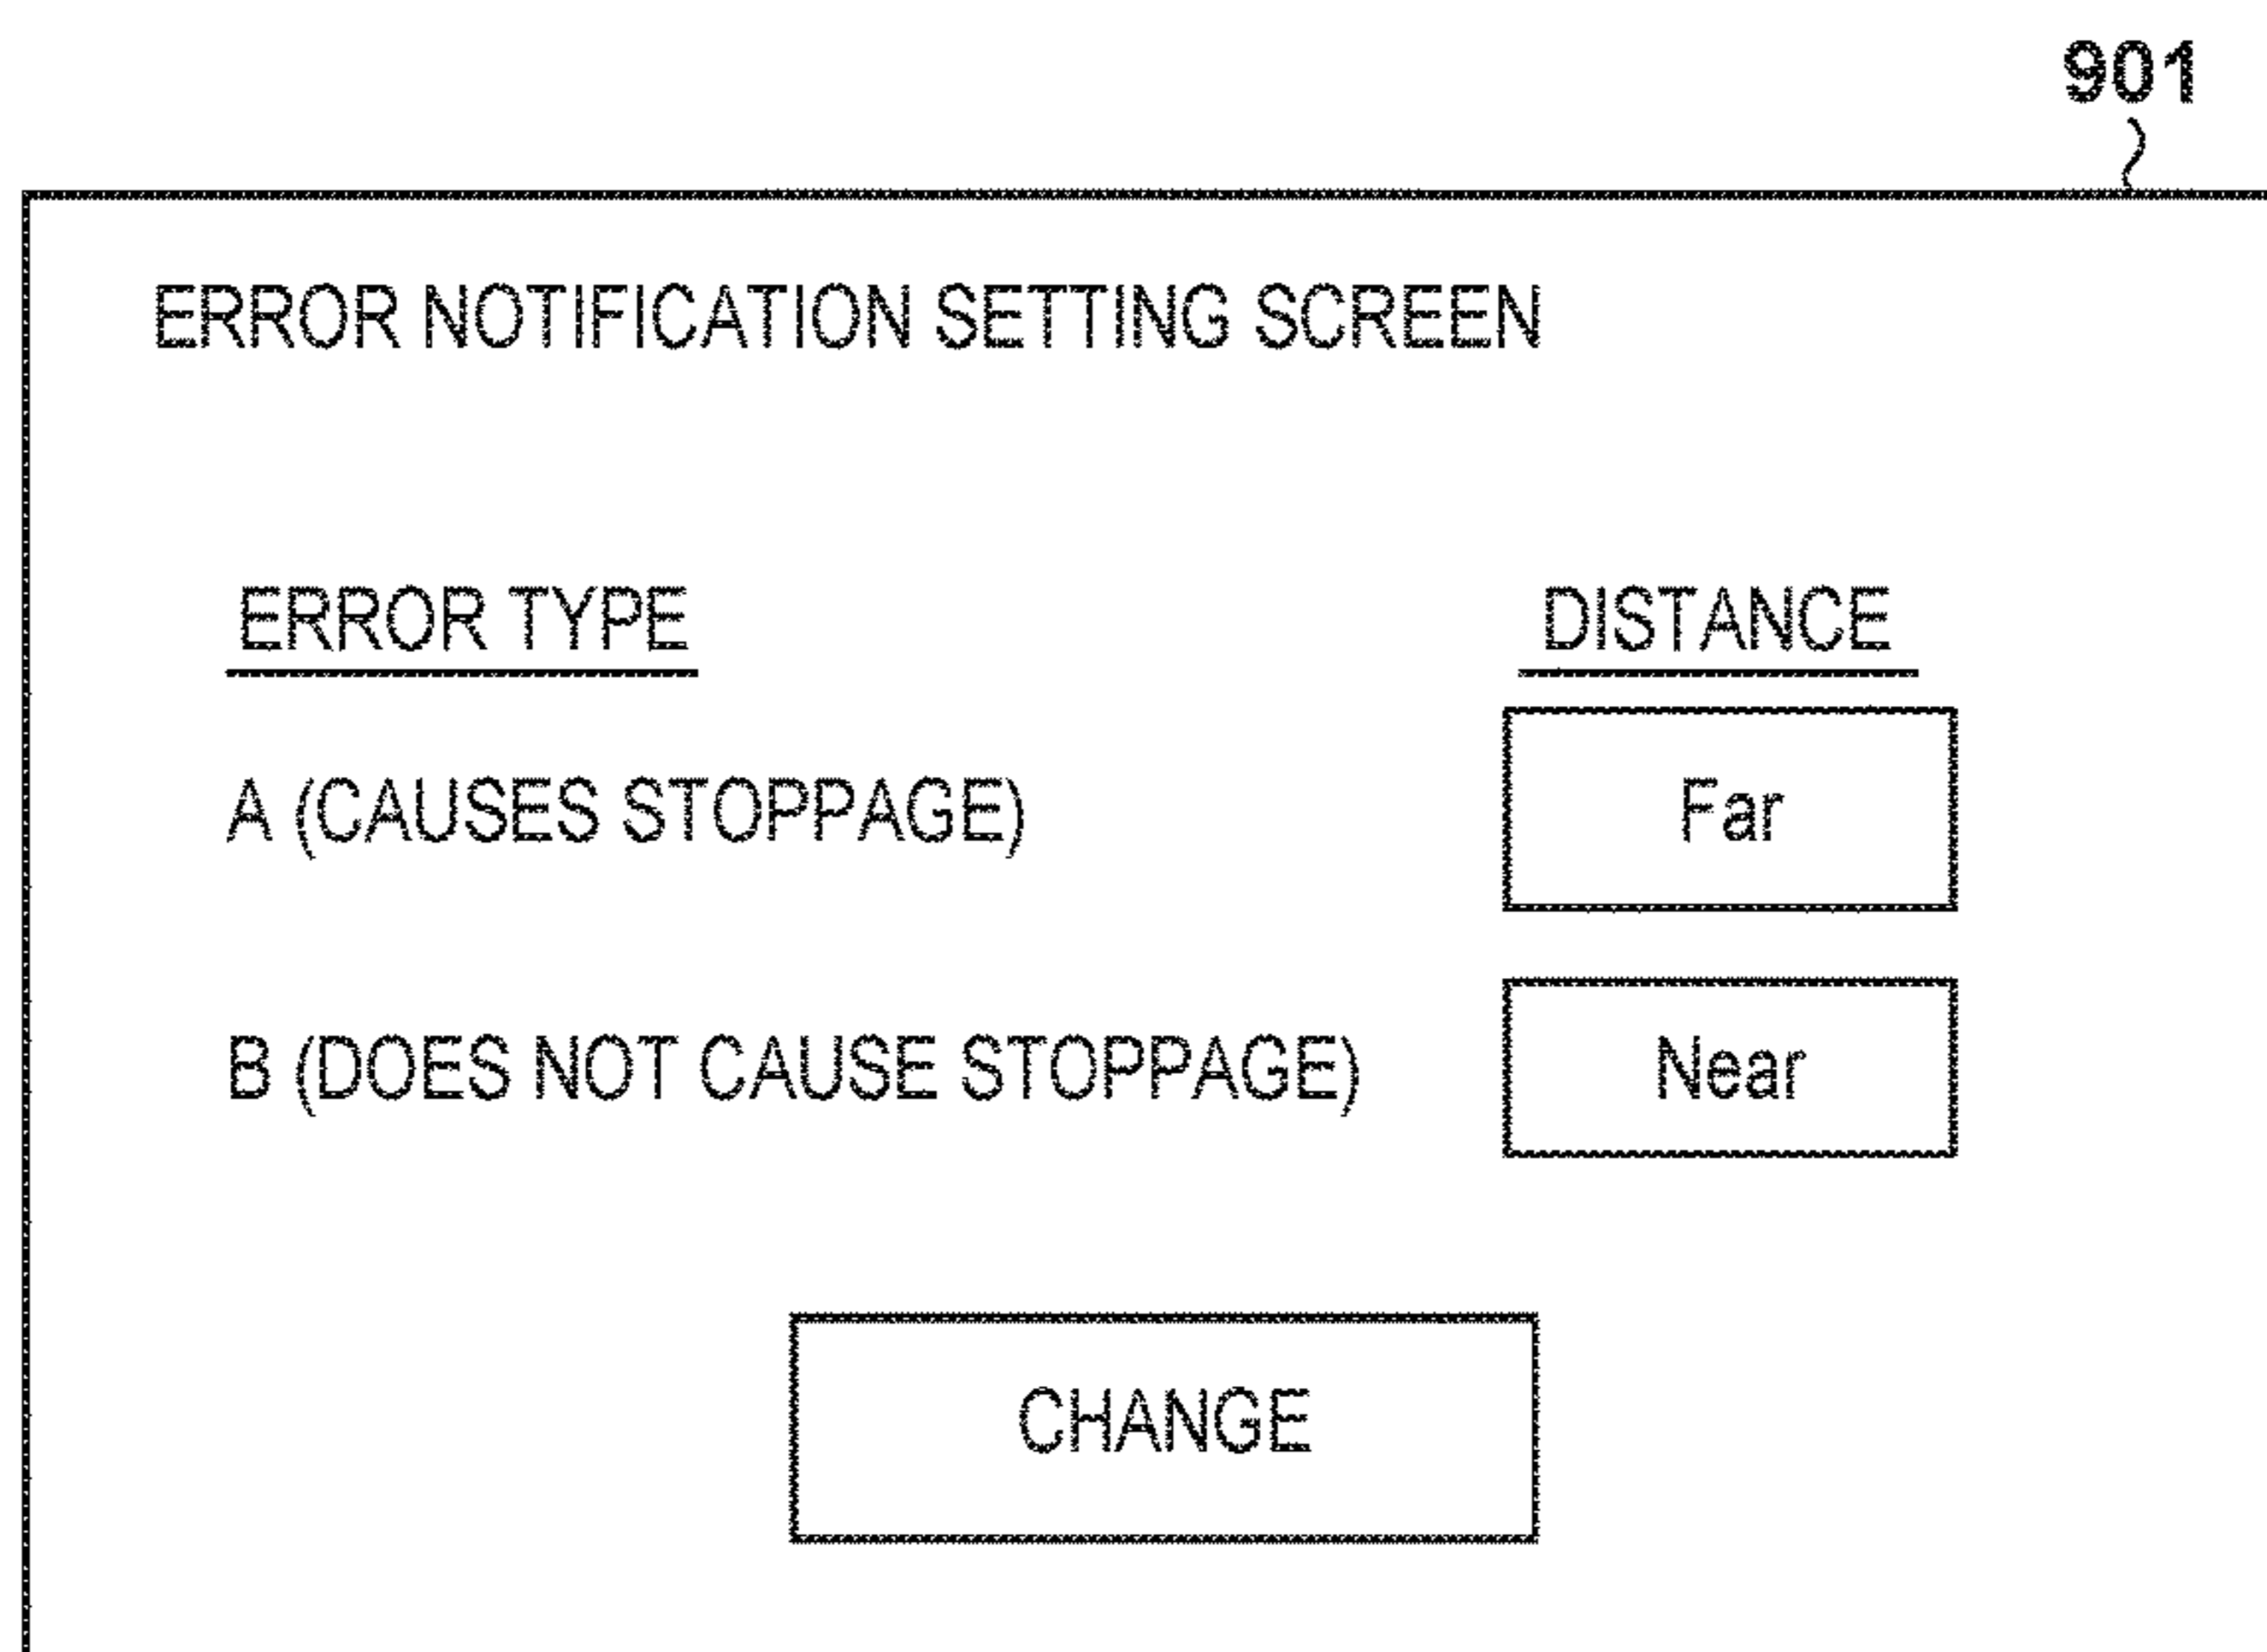 901
ERROR NOTIFICATION SETTING SCREEN
ERROR TYPE DISTANCE
A (CAUSES STOPPAGE) Far
B (DOES NOT CAUSE STOPPAGE) Near
CHANGE